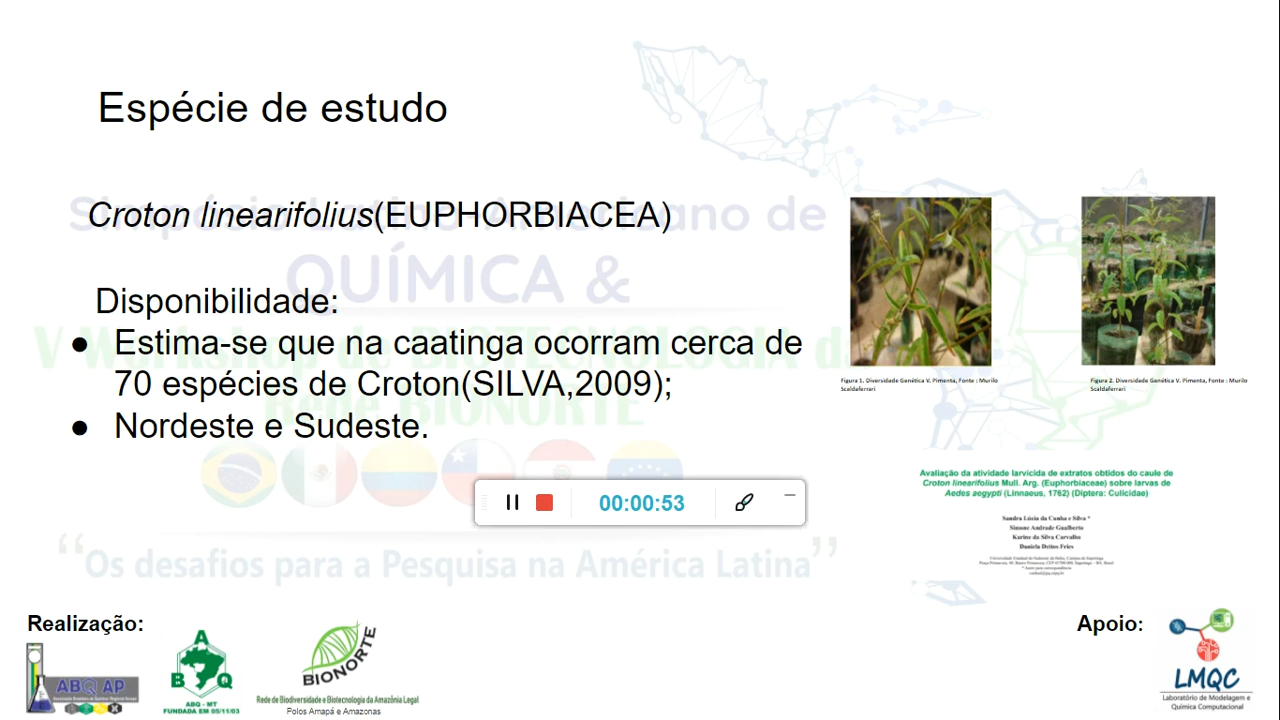 Espécie de estudo
Croton linearifolius(EUPHORBIACEA)
Disponibilidade:
● Estima-se que na caatinga ocorram cerca de
70 espécies de Croton(SILVA,2009);
● Nordeste e Sudeste.
QUÍMICA &
BIONORTE
“Os desafios para a Pesquisa na América Latina”
Figura 1. Diversidade Genética V. Pimenta, Fonte : Murilo
Scaldaferrari
Figura 2. Diversidade Genética V. Pimenta, Fonte : Murilo
Scaldaferrari
Avaliação da atividade larvicida de extratos obtidos do caule de
Croton linearifolius Mull. Arg. (Euphorbiaceae) sobre larvas de
Aedes aegypti (Linnaeus, 1762) (Diptera: Culicidae)
Sandra Lúcia da Cunha e Silva *
Simone Andrade Gualberto
Karine da Silva Carvalho
Daniela Deitos Fries
00:00:53
Realização:
ABQ AP
ABQ
ABQ - MT
FUNDADA EM 05/11/03
BIONORTE
Rede de Biodiversidade e Biotecnologia da Amazônia Legal
Polos Amapá e Amazonas
Apoio:
LMQC
Laboratório de Modelagem e
Química Computacional